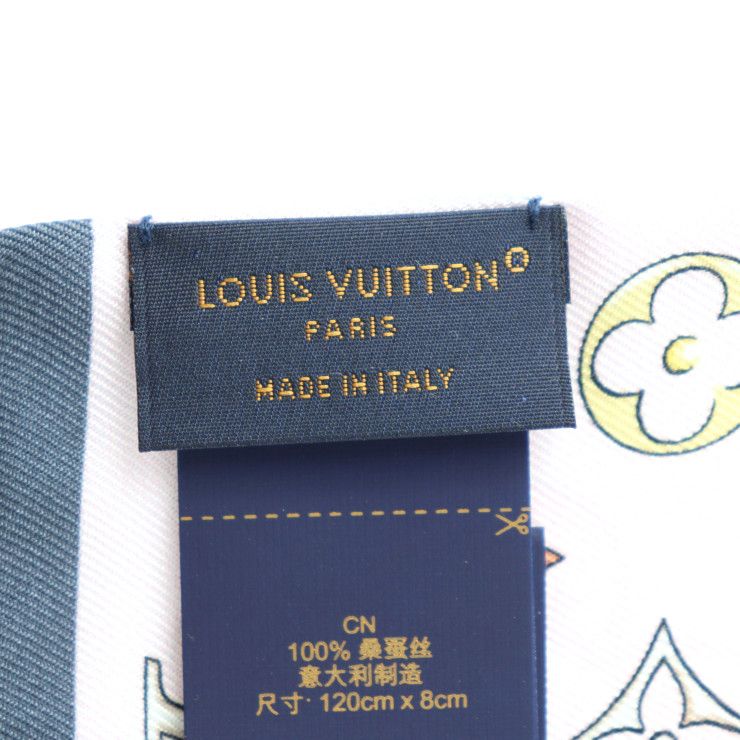 LOUIS VUITTON®
PARIS
MADE IN ITALY
CN
100% 桑蚕丝
意大利制造
尺寸: 120cm x 8cm